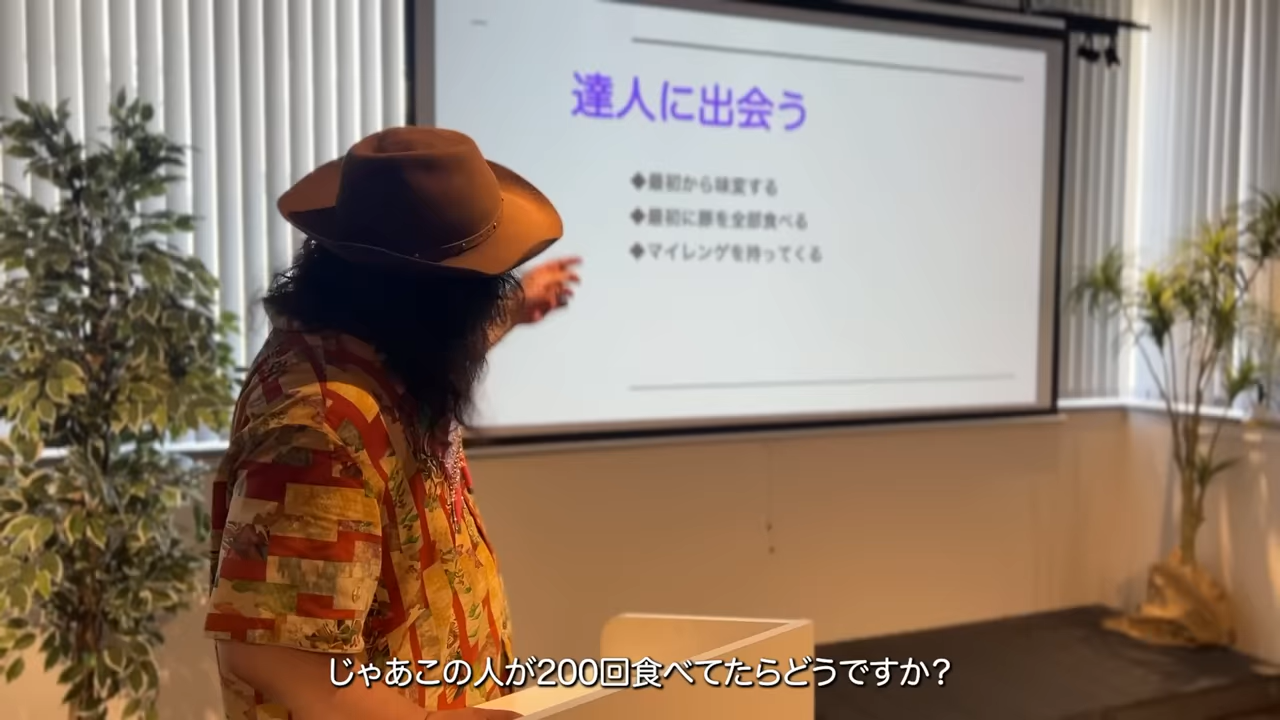 達人に出会う
◆最初から味変する
◆最初に豚を全部食べる
◆マイレンゲを持ってくる
じゃあこの人が200回食べてたらどうですか?